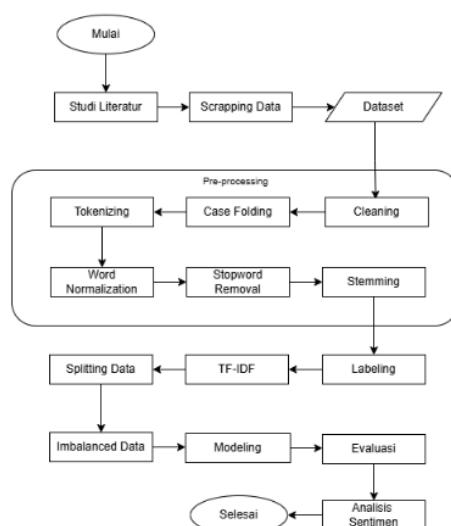 Mulai
Studi Literatur
Scrapping Data
Dataset
Pre-processing
Cleaning
Case Folding
Tokenizing
Word
Normalization
Stopword
Removal
Stemming
Labeling
TF-IDF
Splitting Data
Imbalanced Data
Modeling
Evaluasi
Analisis
Sentimen
Selesai